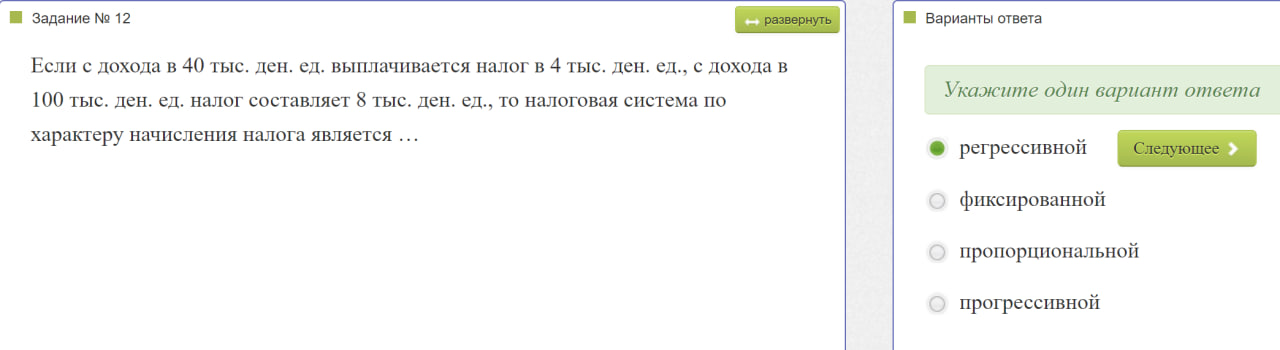 Задание № 12
развернуть
Если с дохода в 40 тыс. ден. ед. выплачивается налог в 4 тыс. ден. ед., с дохода в
100 тыс. ден. ед. налог составляет 8 тыс. ден. ед., то налоговая система по
характеру начисления налога является …
Варианты ответа
Укажите один вариант ответа
регрессивной
Следующее
фиксированной
пропорциональной
прогрессивной